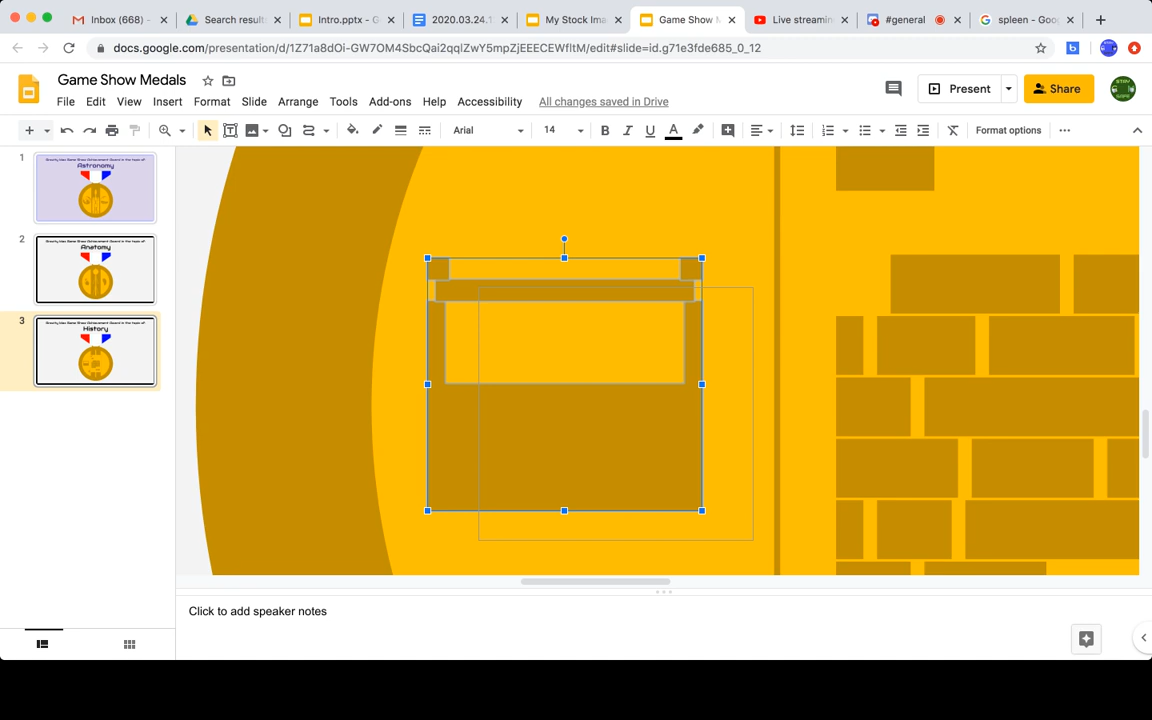 Inbox (668) -
Search result
Intro.pptx - G
2020.03.24.1
My Stock Ima
Game Show M
Live streamin
#general
spleen - Goog
docs.google.com/presentation/d/1Z71a8dOi-GW7OM4SbcQai2qqlZwY5mpZjEEECEWfltM/edit#slide=id.g71e3fde685_0_12
Game Show Medals
File Edit View Insert Format Slide Arrange Tools Add-ons Help Accessibility All changes saved in Drive
Present
Share
Arial
14
B I U A
Format options
1
Astronomy
2
Anatomy
3
History
Click to add speaker notes